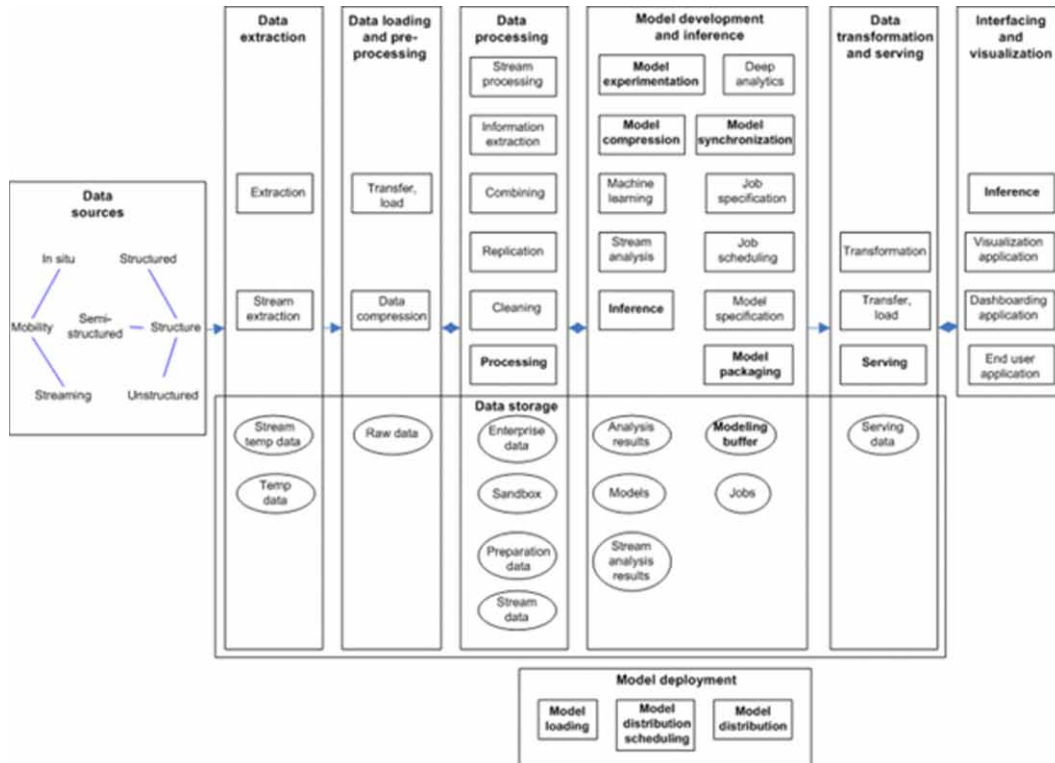 Data
extraction
Data loading
and pre-
processing
Data
processing
Model development
and inference
Data
transformation
and serving
Interfacing
and
visualization
Stream
processing
Model
experimentation
Deep
analytics
Information
extraction
Model
compression
Model
synchronization
Data
sources
Extraction
Transfer,
load
Combining
Machine
learning
Job
specification
Inference
In situ
Structured
Replication
Stream
analysis
Job
scheduling
Transformation
Visualization
application
Mobility
Semi-
structured
Structure
Stream
extraction
Data
compression
Cleaning
Inference
Model
specification
Transfer,
load
Dashboarding
application
Streaming
Unstructured
Processing
Model
packaging
Serving
End user
application
Data storage
Stream
temp data
Raw data
Enterprise
data
Analysis
results
Modeling
buffer
Serving
data
Temp
data
Sandbox
Models
Jobs
Preparation
data
Stream
analysis
results
Stream
data
Model deployment
Model
loading
Model
distribution
scheduling
Model
distribution